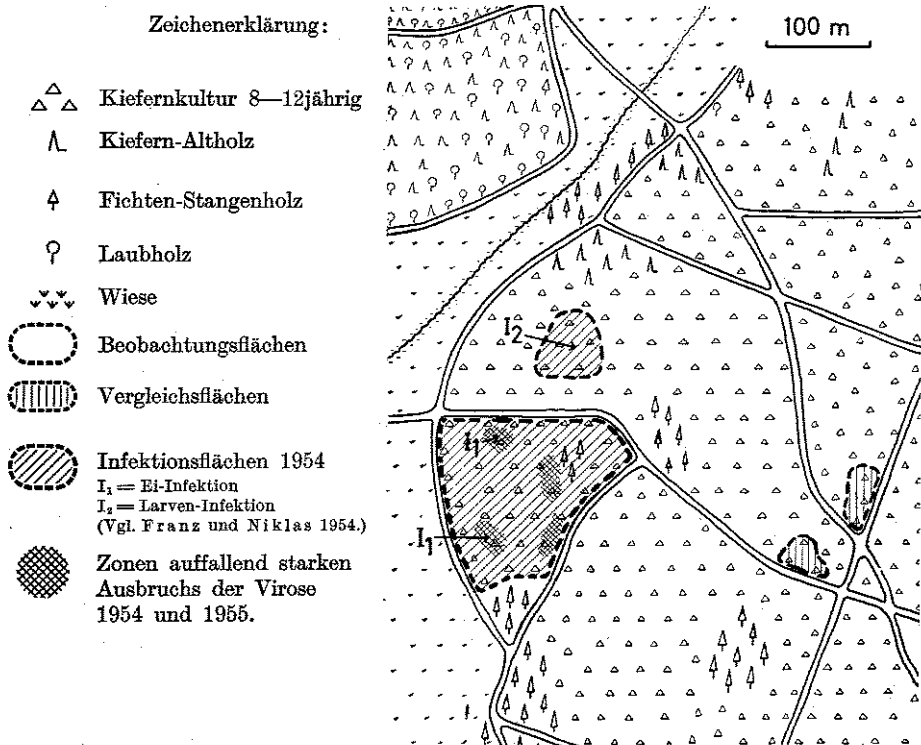 Zeichenerklärung:
Kiefernkultur 8—12jährig
Kiefern-Altholz
Fichten-Stangenholz
Laubholz
Wiese
Beobachtungsflächen
Vergleichsflächen
Infektionsflächen 1954
I₁ = Ei-Infektion
I₂ = Larven-Infektion
(Vgl. Franz und Niklas 1954.)
Zonen auffallend starken
Ausbruchs der Virose
1954 und 1955.
100 m
I₂
I₁
I₁